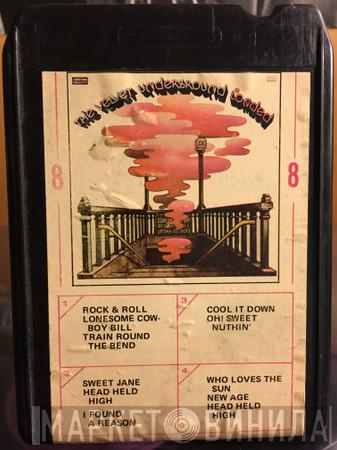 The Velvet Underground Loaded
8
8
1
ROCK & ROLL
LONESOME COW-
BOY BILL
TRAIN ROUND
THE BEND
3
COOL IT DOWN
OH! SWEET
NUTHIN'
2
SWEET JANE
HEAD HELD
HIGH
I FOUND
A REASON
4
WHO LOVES THE
SUN
NEW AGE
HEAD HELD
HIGH
МАРКЕТ ВИНИЛА